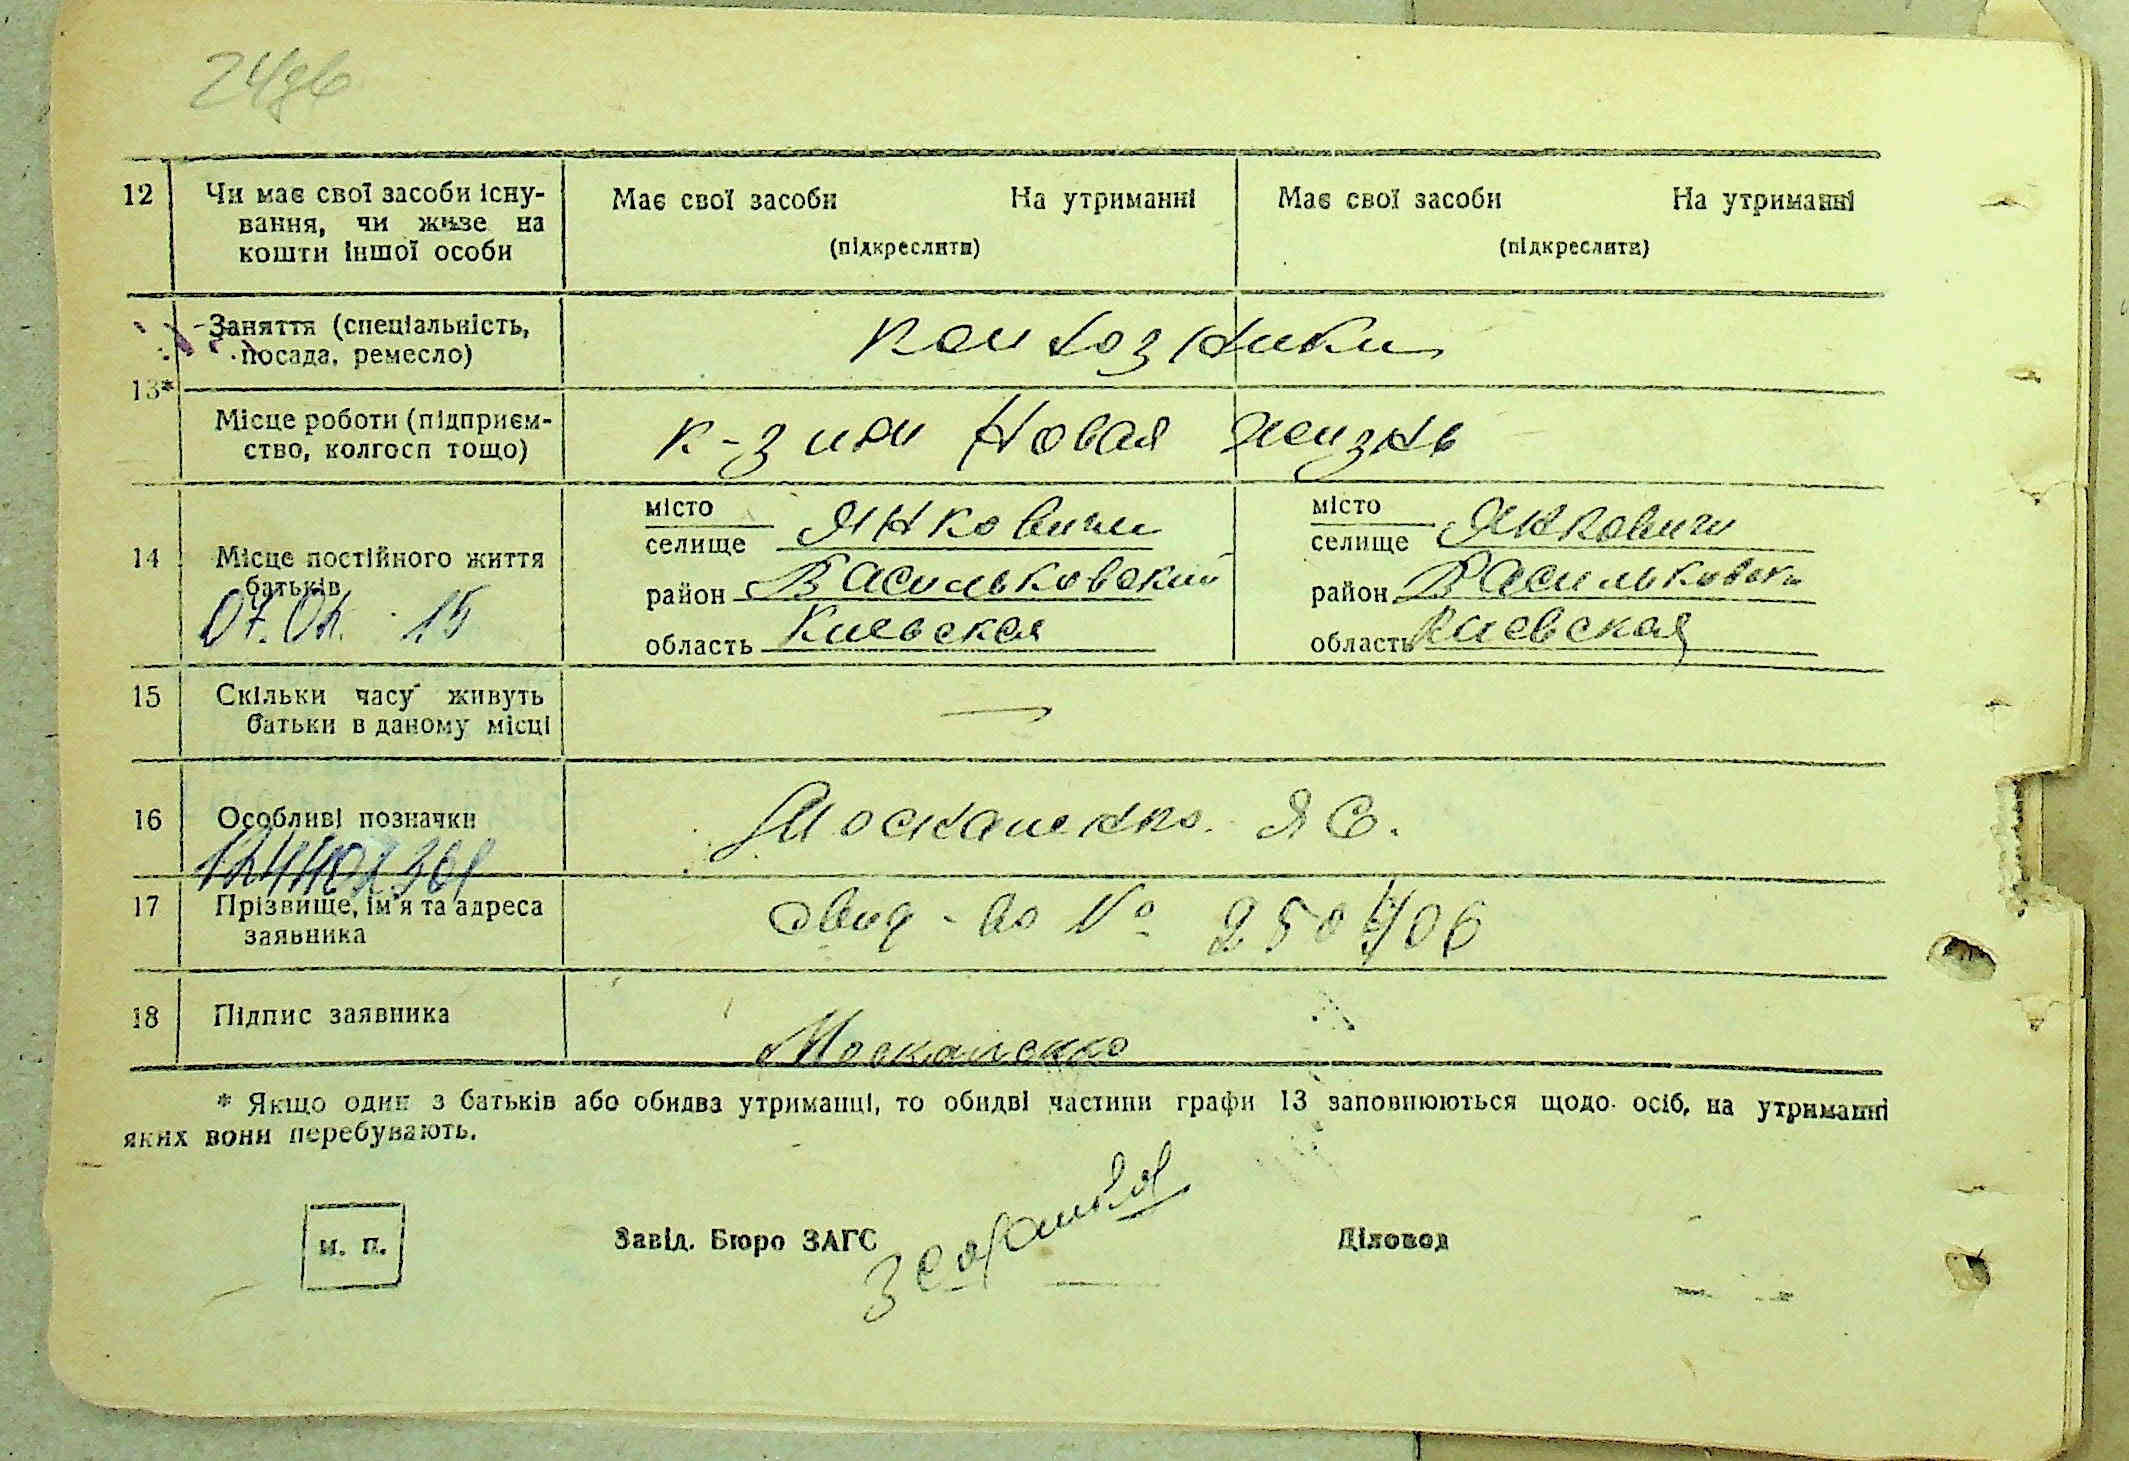 12 Чи має свої засоби існу-
вання, чи живе на
кошти іншої особи
Має свої засоби На утриманні
(підкреслити)
Має свої засоби На утриманні
(підкреслити)
13* Заняття (спеціальність,
посада, ремесло)
колхозники
Місце роботи (підприєм-
ство, колгосп тощо)
к-з им Новая жизнь
14 Місце постійного життя
батьків
07.04. 15
місто
селище Янковичи
район Васильковский
область Киевская
місто
селище Янковичи
район Васильковски
область Киевская
15 Скільки часу живуть
батьки в даному місці
—
16 Особливі позначки
Москаленко. Я С.
17 Прізвище, ім'я та адреса
заявника
свид-во №
18 Підпис заявника
Москаленко
* Якщо один з батьків або обидва утриманці, то обидві частини графи 13 заповнюються щодо осіб, на утриманні
яких вони перебувають.
м. п.
Завід. Бюро ЗАГС
Діловод